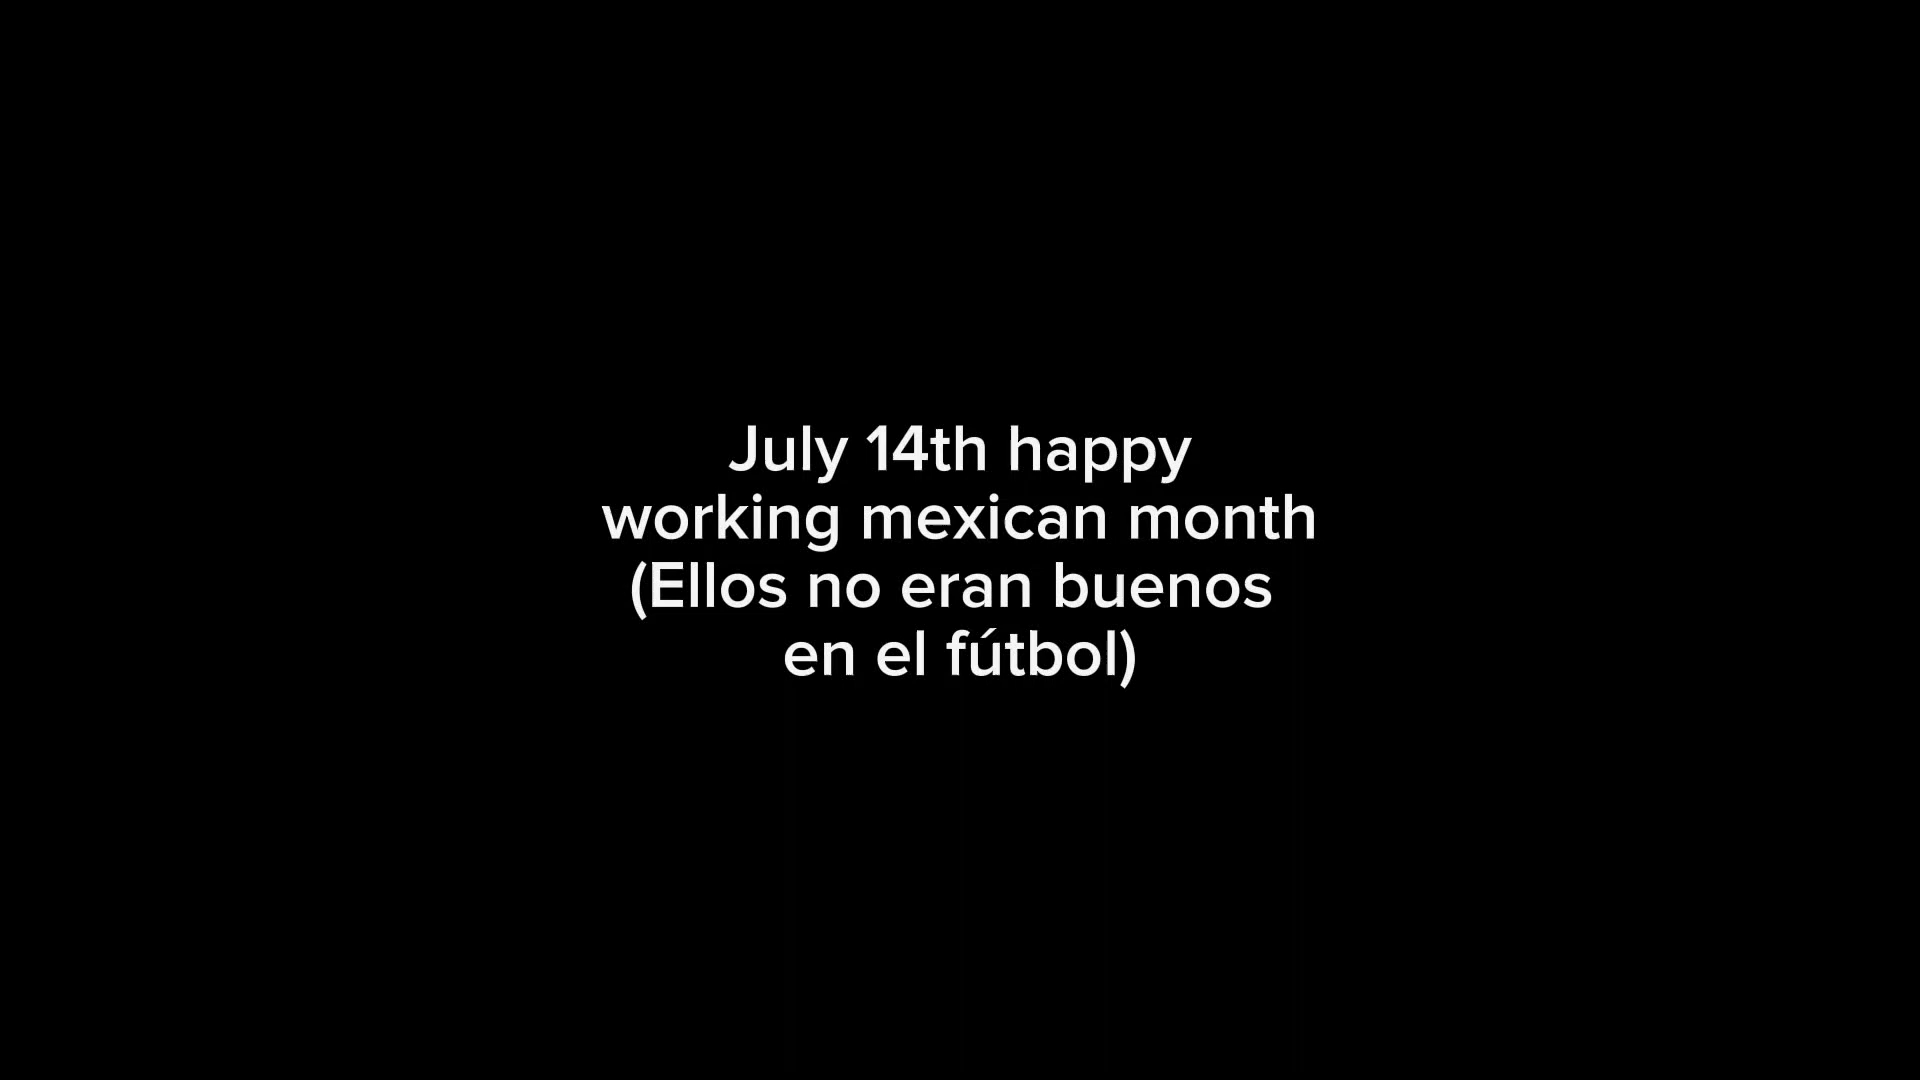 July 14th happy
working mexican month
(Ellos no eran buenos
en el fútbol)